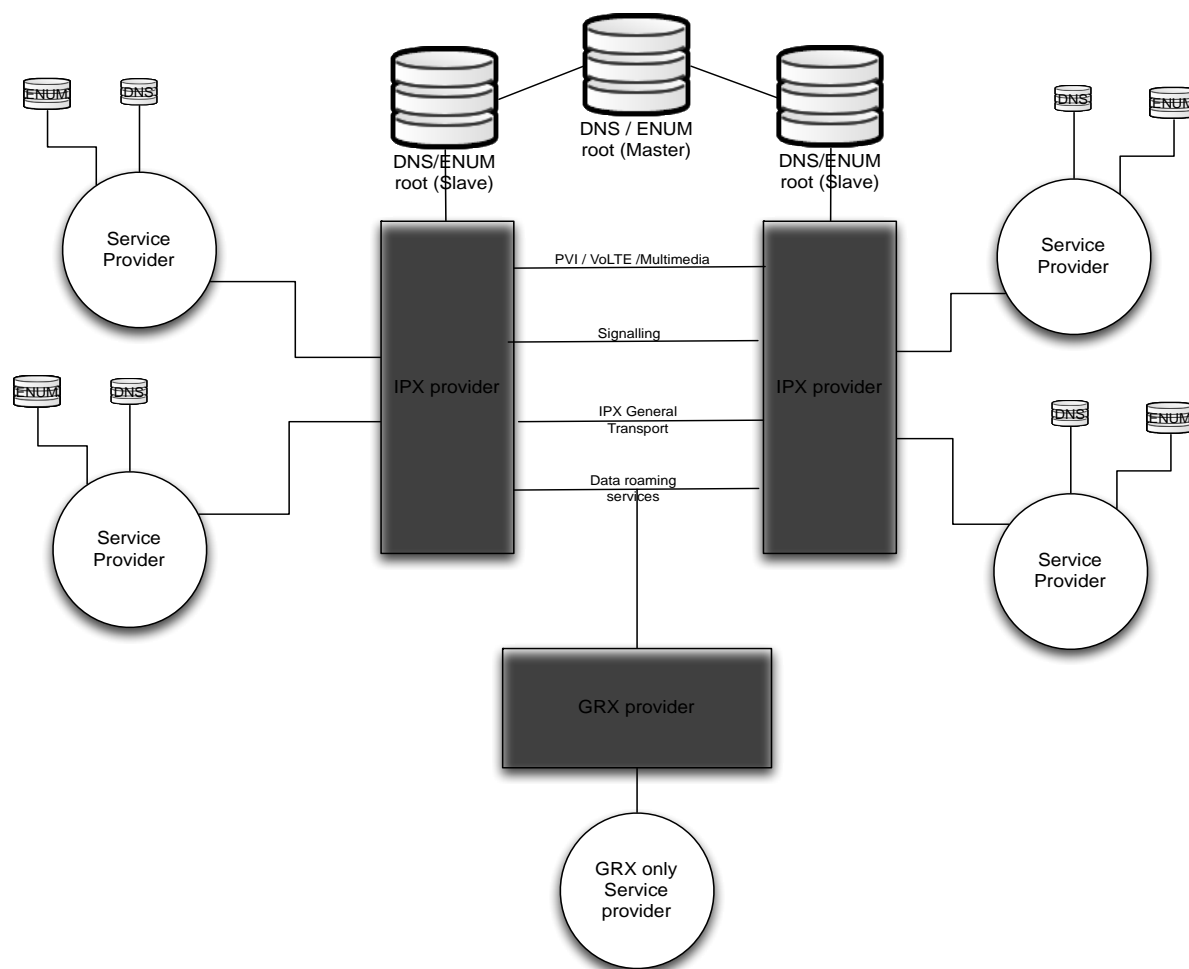 DNS / ENUM
root (Master)
DNS/ENUM
root (Slave)
DNS/ENUM
root (Slave)
ENUM
DNS
DNS
ENUM
Service
Provider
Service
Provider
PVI / VoLTE /Multimedia
Signalling
IPX provider
IPX provider
ENUM
DNS
DNS
ENUM
IPX General
Transport
Data roaming
services
Service
Provider
Service
Provider
GRX provider
GRX only
Service
provider